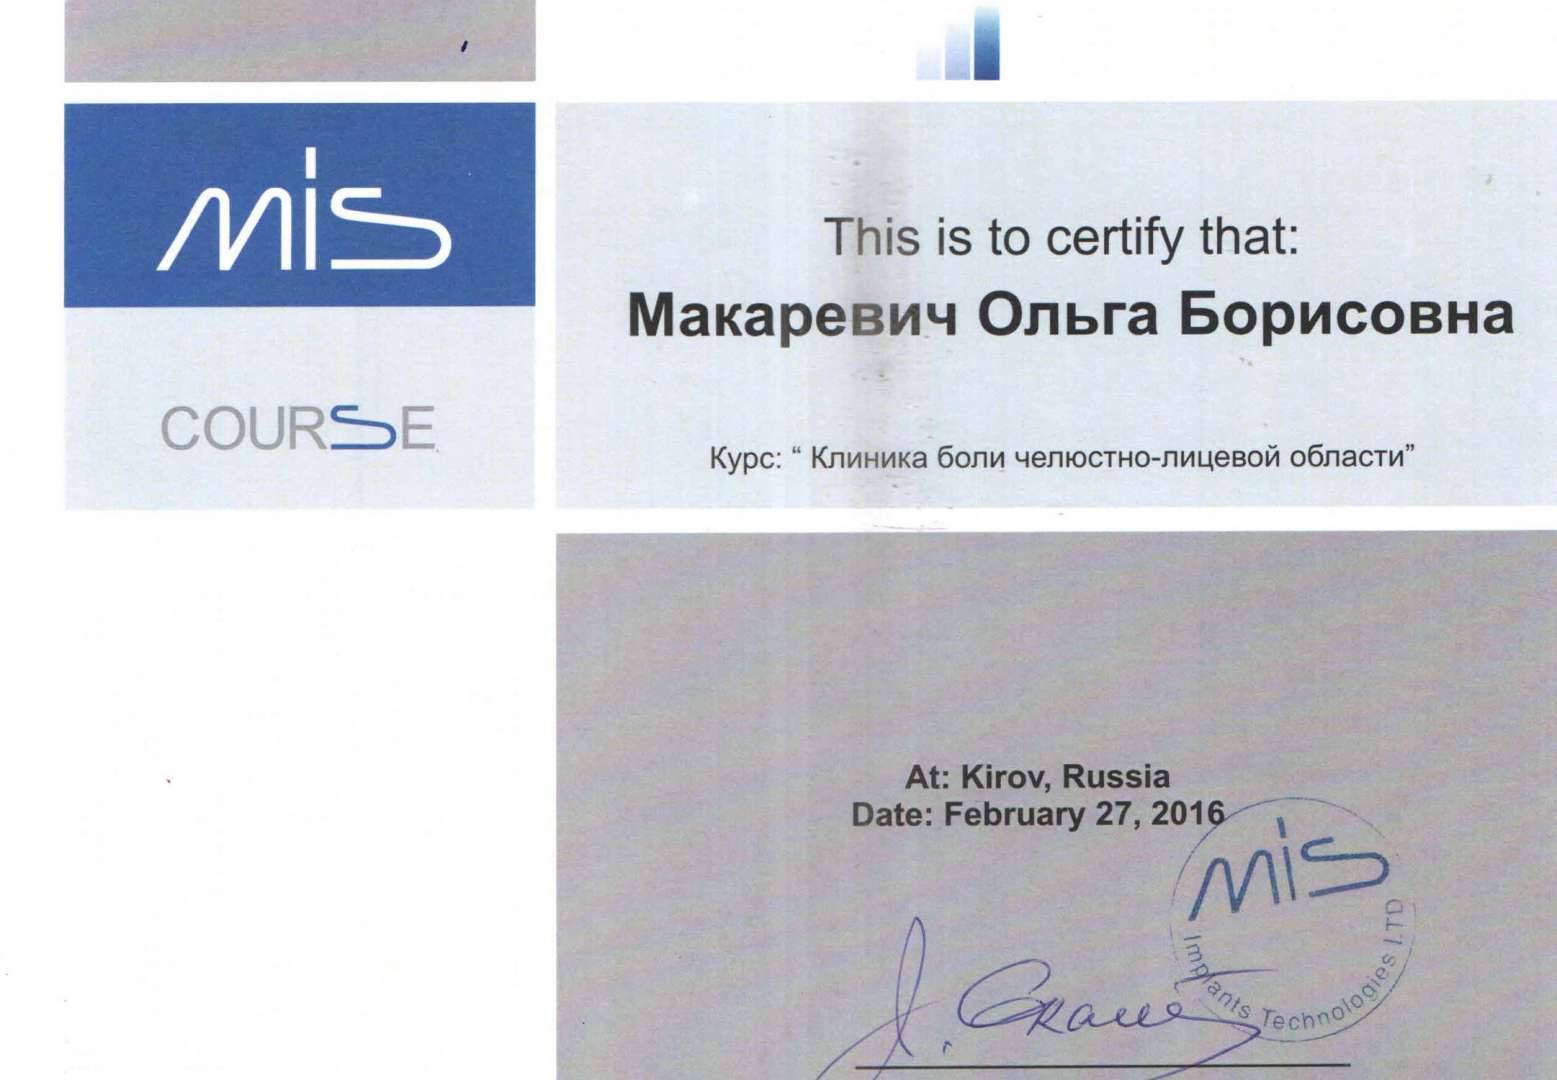 mis
COURSE
This is to certify that:
Макаревич Ольга Борисовна
Курс: “ Клиника боли челюстно-лицевой области”
At: Kirov, Russia
Date: February 27, 2016
mis
Implants Technologies LTD